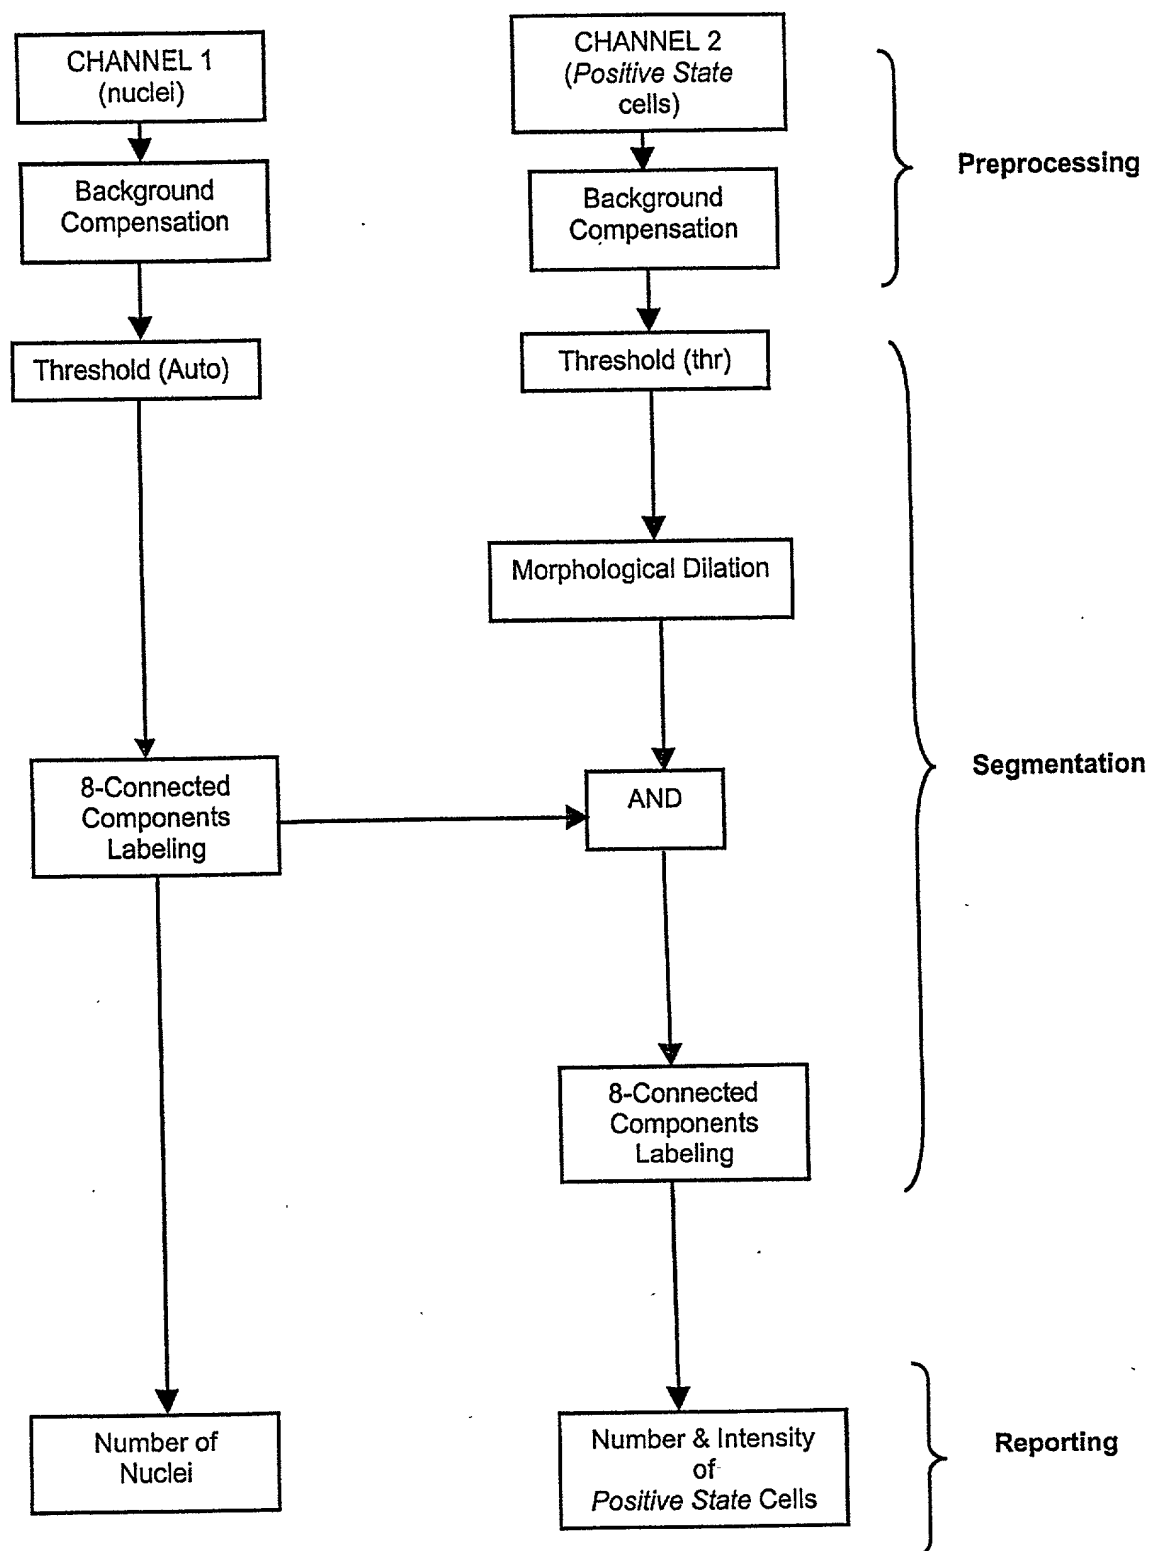 CHANNEL 1
(nuclei)
CHANNEL 2
(Positive State
cells)
Preprocessing
Background
Compensation
Background
Compensation
Threshold (Auto)
Threshold (thr)
Morphological Dilation
8-Connected
Components
Labeling
AND
Segmentation
8-Connected
Components
Labeling
Number of
Nuclei
Number & Intensity
of
Positive State Cells
Reporting